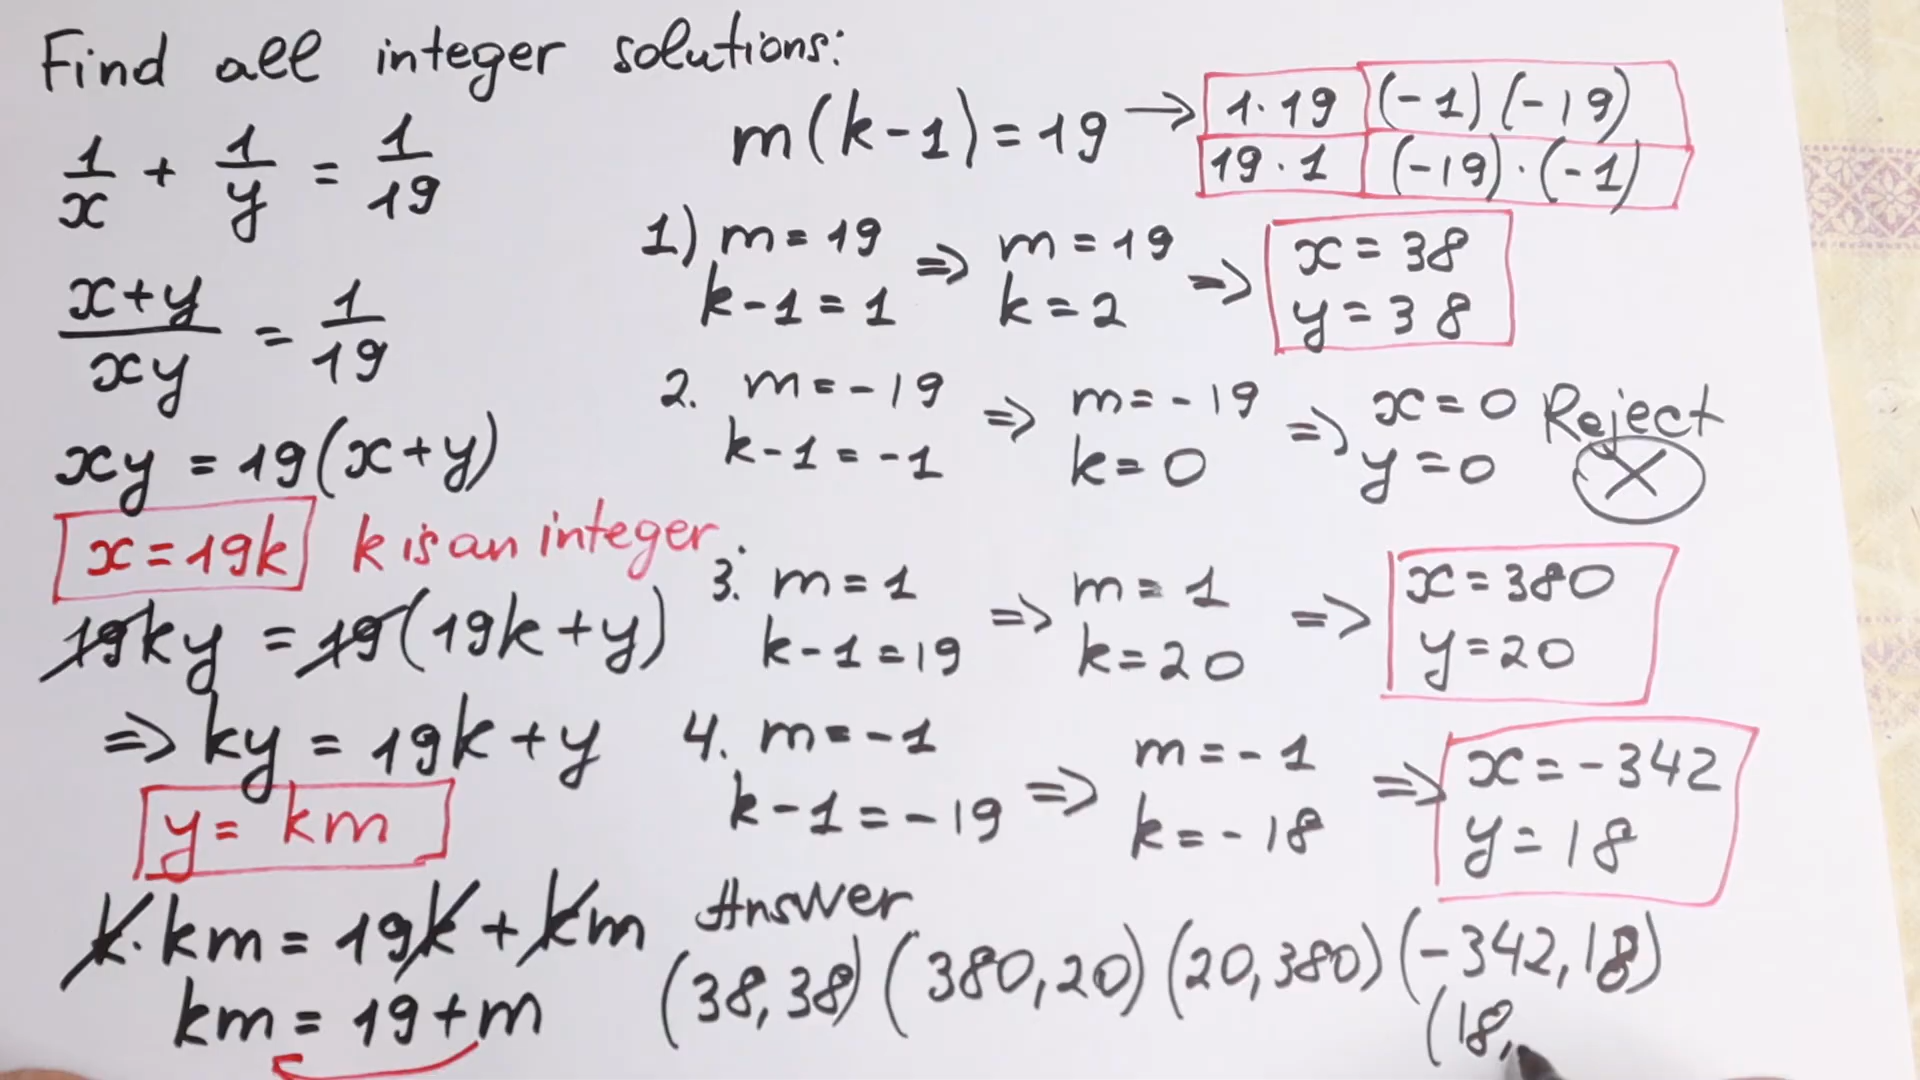 Find all integer solutions:
1/x + 1/y = 1/19
x+y/xy = 1/19
xy = 19(x+y)
x=19k k is an integer
19ky = 19(19k+y)
=> ky = 19k+y
y= km
k·km = 19k + km
km = 19+m
m(k-1) = 19 → 1·19 (-1)(-19)
19·1 (-19)·(-1)
1) m=19 => m=19 => x=38
k-1=1 k=2 y=38
2. m=-19 => m=-19 => x=0 Reject
k-1=-1 k=0 y=0 X
3. m=1 => m=1 => x=380
k-1=19 k=20 y=20
4. m=-1 => m=-1 => x=-342
k-1=-19 k=-18 y=18
Answer
(38,38) (380,20) (20,380) (-342,18)
(18,